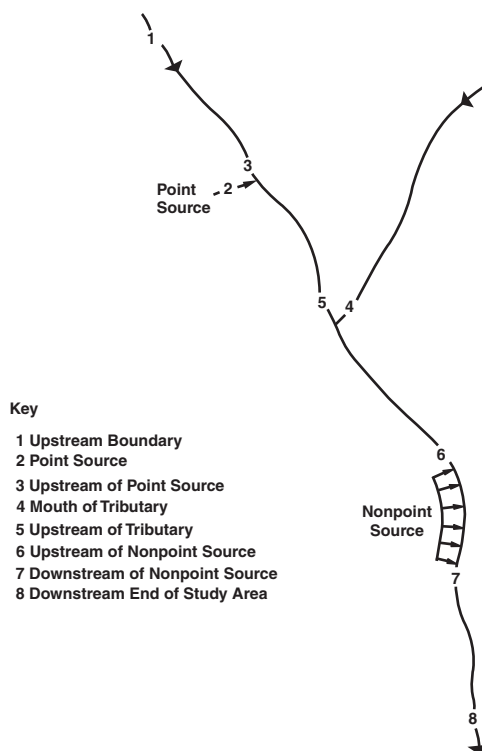 1
3
Point
Source
2
5
4
Key
1 Upstream Boundary
2 Point Source
3 Upstream of Point Source
4 Mouth of Tributary
5 Upstream of Tributary
6 Upstream of Nonpoint Source
7 Downstream of Nonpoint Source
8 Downstream End of Study Area
6
Nonpoint
Source
7
8